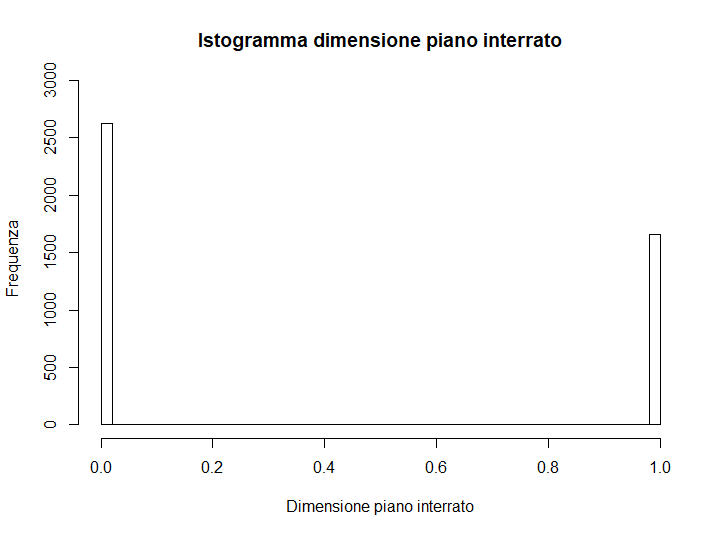 Istogramma dimensione piano interrato
3000
2500
2000
1500
1000
500
0
Frequenza
0.0 0.2 0.4 0.6 0.8 1.0
Dimensione piano interrato